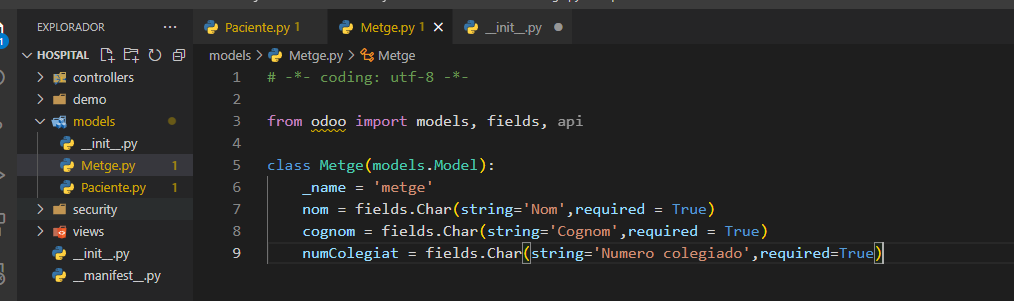 EXPLORADOR
HOSPITAL
controllers
demo
models
__init__.py
Metge.py 1
Paciente.py 1
security
views
__init__.py
__manifest__.py
1
Paciente.py 1
Metge.py 1
__init__.py
models > Metge.py > Metge
1 # -*- coding: utf-8 -*-
2
3 from odoo import models, fields, api
4
5 class Metge(models.Model):
6 _name = 'metge'
7 nom = fields.Char(string='Nom',required = True)
8 cognom = fields.Char(string='Cognom',required = True)
9 numColegiat = fields.Char(string='Numero colegiado',required=True)